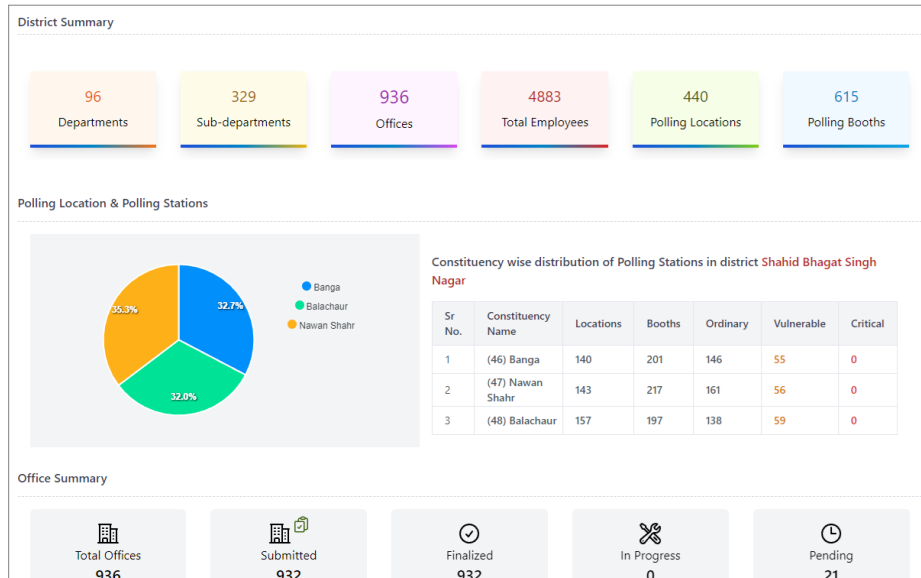 District Summary
96
Departments
329
Sub-departments
936
Offices
4883
Total Employees
440
Polling Locations
615
Polling Booths
Polling Location & Polling Stations
35.3%
32.7%
32.0%
Banga
Balachaur
Nawan Shahr
Constituency wise distribution of Polling Stations in district Shahid Bhagat Singh
Nagar
Sr No. Constituency Name Locations Booths Ordinary Vulnerable Critical
1 (46) Banga 140 201 146 55 0
2 (47) Nawan Shahr 143 217 161 56 0
3 (48) Balachaur 157 197 138 59 0
Office Summary
Total Offices
936
Submitted
932
Finalized
932
In Progress
0
Pending
21